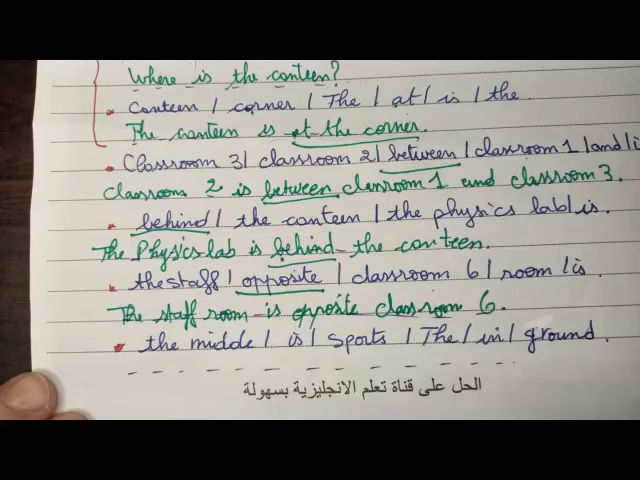 Where is the canteen?
Canteen / corner / The / at / is / the
The canteen is at the corner.
Classroom 3 / classroom 2 / between / classroom 1 / and / i
Classroom 2 is between classroom 1 and classroom 3.
behind / the canteen / the physics lab / is.
The Physics lab is behind the canteen.
the staff / opposite / classroom 6 / room / is.
The staff room is opposite classroom 6.
the middle / is / sports / The / in / ground.
الحل على قناة تعلم الانجليزية بسهولة